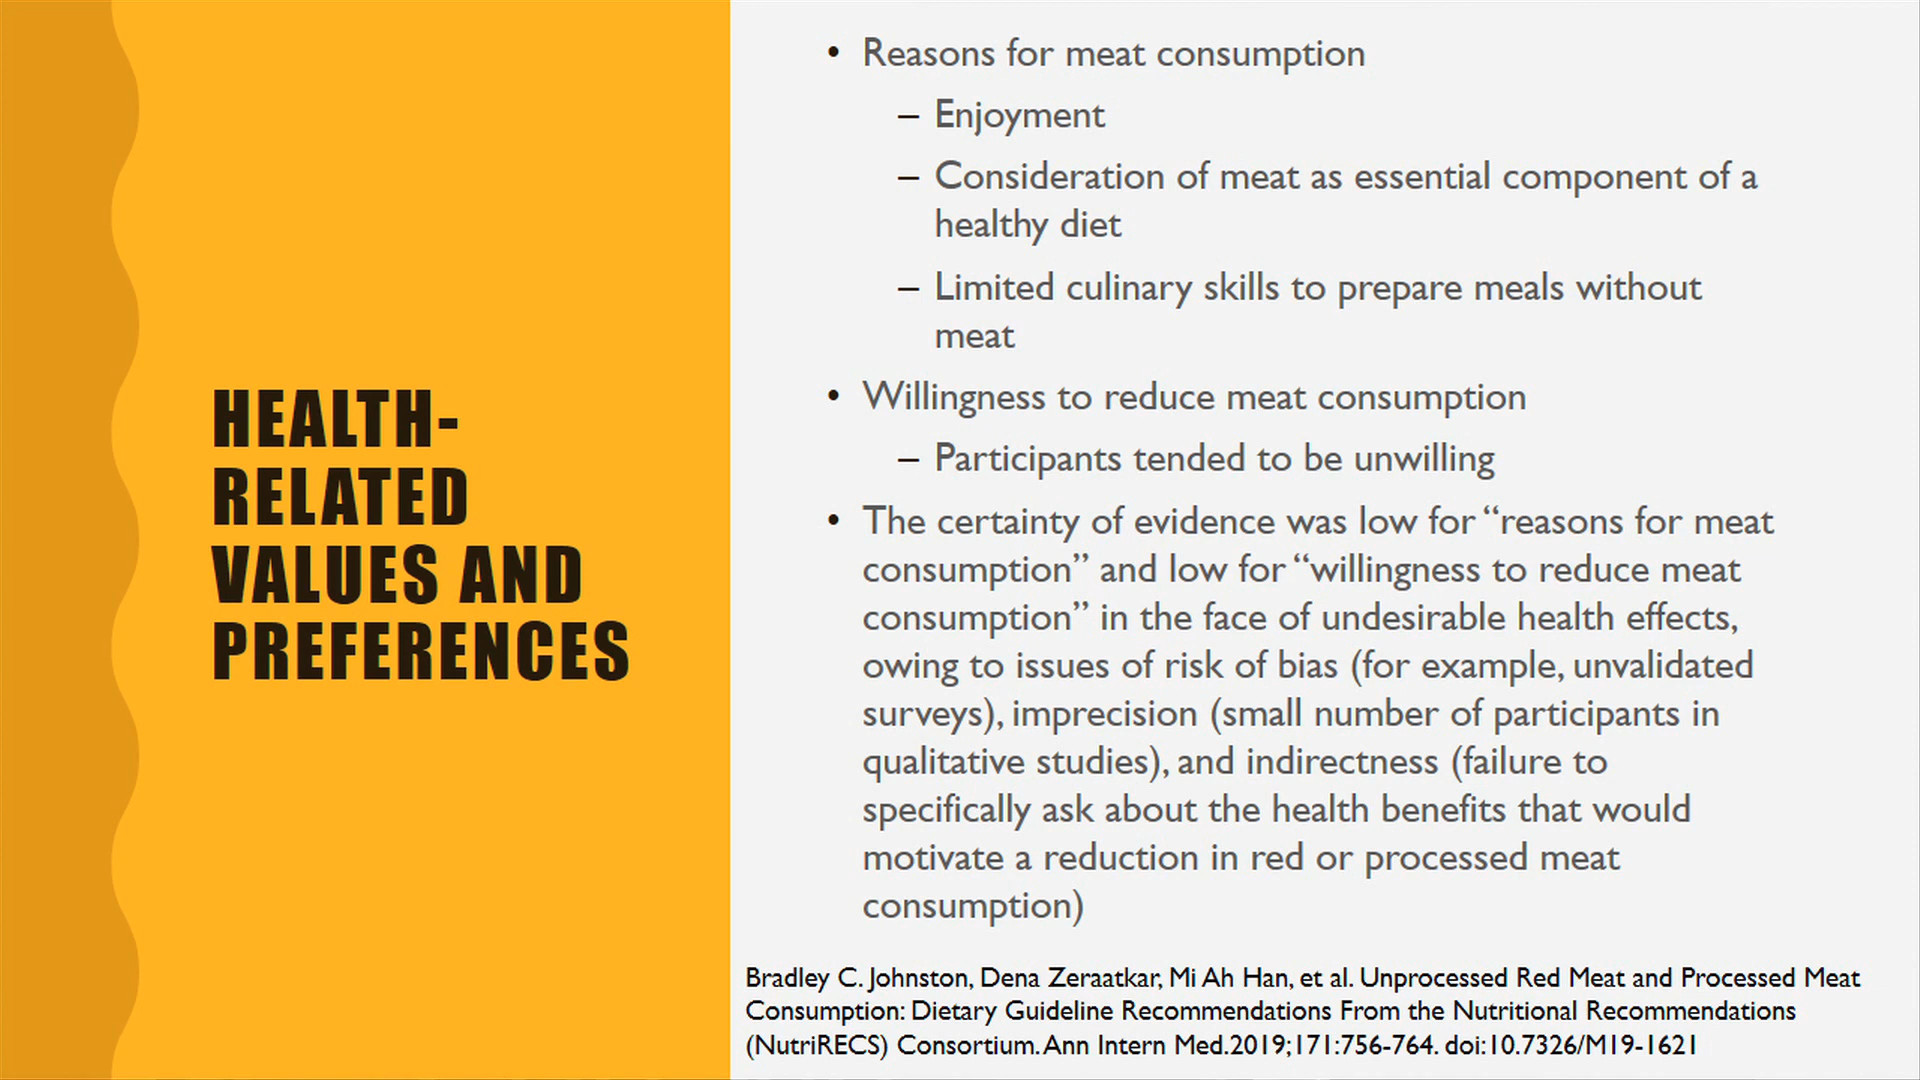 HEALTH-
RELATED
VALUES AND
PREFERENCES
• Reasons for meat consumption
– Enjoyment
– Consideration of meat as essential component of a
healthy diet
– Limited culinary skills to prepare meals without
meat
• Willingness to reduce meat consumption
– Participants tended to be unwilling
• The certainty of evidence was low for “reasons for meat
consumption” and low for “willingness to reduce meat
consumption” in the face of undesirable health effects,
owing to issues of risk of bias (for example, unvalidated
surveys), imprecision (small number of participants in
qualitative studies), and indirectness (failure to
specifically ask about the health benefits that would
motivate a reduction in red or processed meat
consumption)
Bradley C. Johnston, Dena Zeraatkar, Mi Ah Han, et al. Unprocessed Red Meat and Processed Meat
Consumption: Dietary Guideline Recommendations From the Nutritional Recommendations
(NutriRECS) Consortium. Ann Intern Med.2019;171:756-764. doi:10.7326/M19-1621